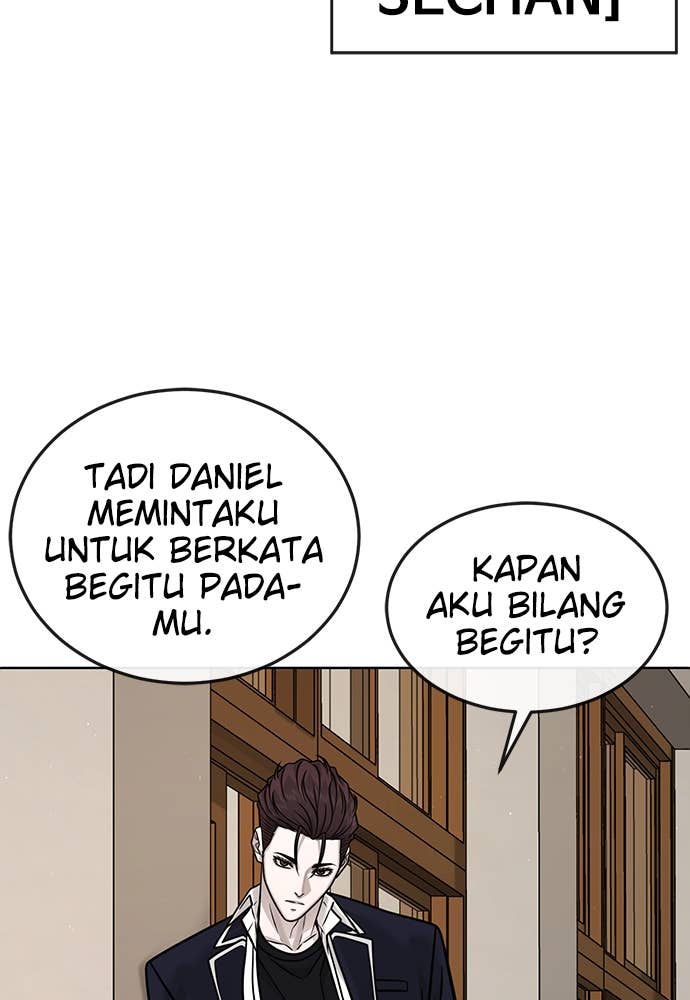 SECHAN]
TADI DANIEL
MEMINTAKU
UNTUK BERKATA
BEGITU PADA-
MU.
KAPAN
AKU BILANG
BEGITU?